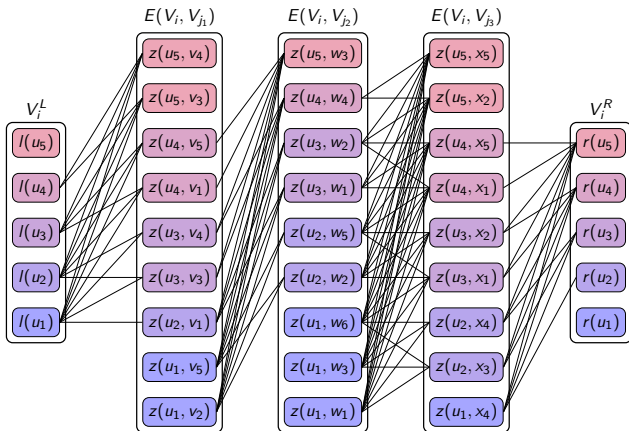 E(V_i, V_{j_1}) E(V_i, V_{j_2}) E(V_i, V_{j_3})
z(u_5, v_4) z(u_5, w_3) z(u_5, x_5)
V_i^L z(u_5, v_3) z(u_4, w_4) z(u_5, x_2) V_i^R
l(u_5) z(u_4, v_5) z(u_3, w_2) z(u_4, x_5) r(u_5)
l(u_4) z(u_4, v_1) z(u_3, w_1) z(u_4, x_1) r(u_4)
l(u_3) z(u_3, v_4) z(u_2, w_5) z(u_3, x_2) r(u_3)
l(u_2) z(u_3, v_3) z(u_2, w_2) z(u_3, x_1) r(u_2)
l(u_1) z(u_2, v_1) z(u_1, w_6) z(u_2, x_4) r(u_1)
z(u_1, v_5) z(u_1, w_3) z(u_2, x_3)
z(u_1, v_2) z(u_1, w_1) z(u_1, x_4)